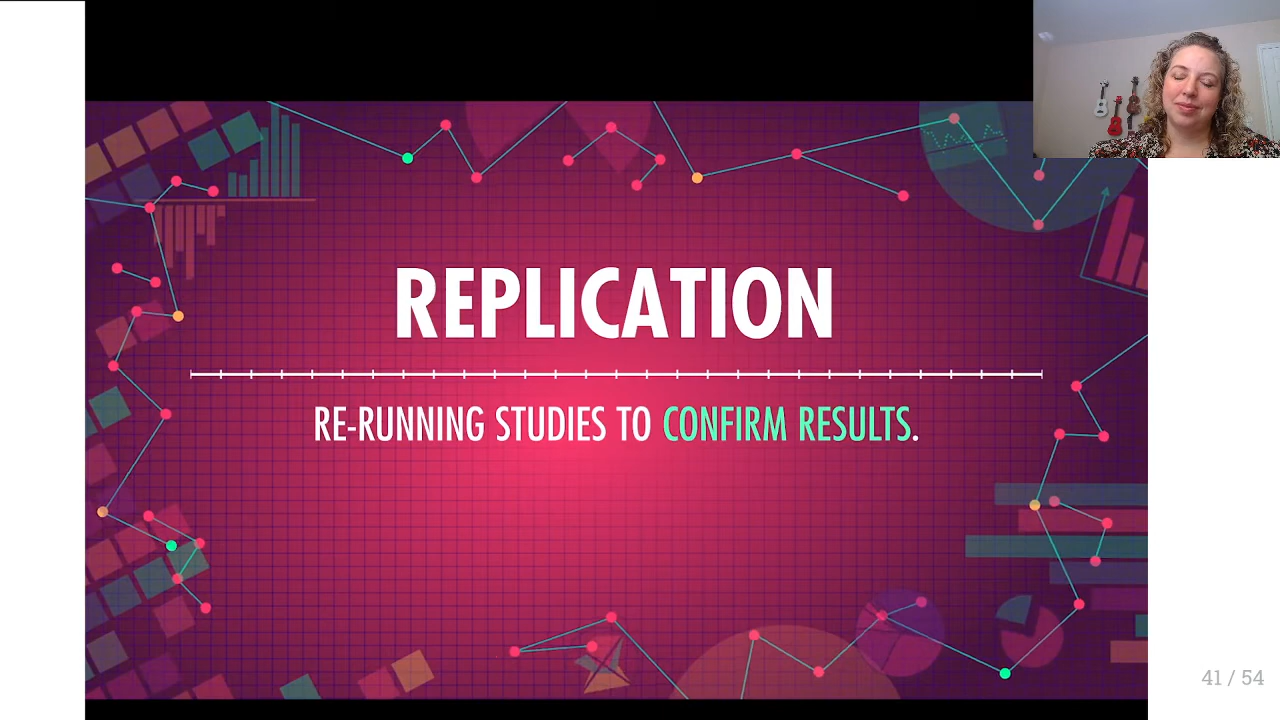 REPLICATION
RE-RUNNING STUDIES TO CONFIRM RESULTS.
41 / 54